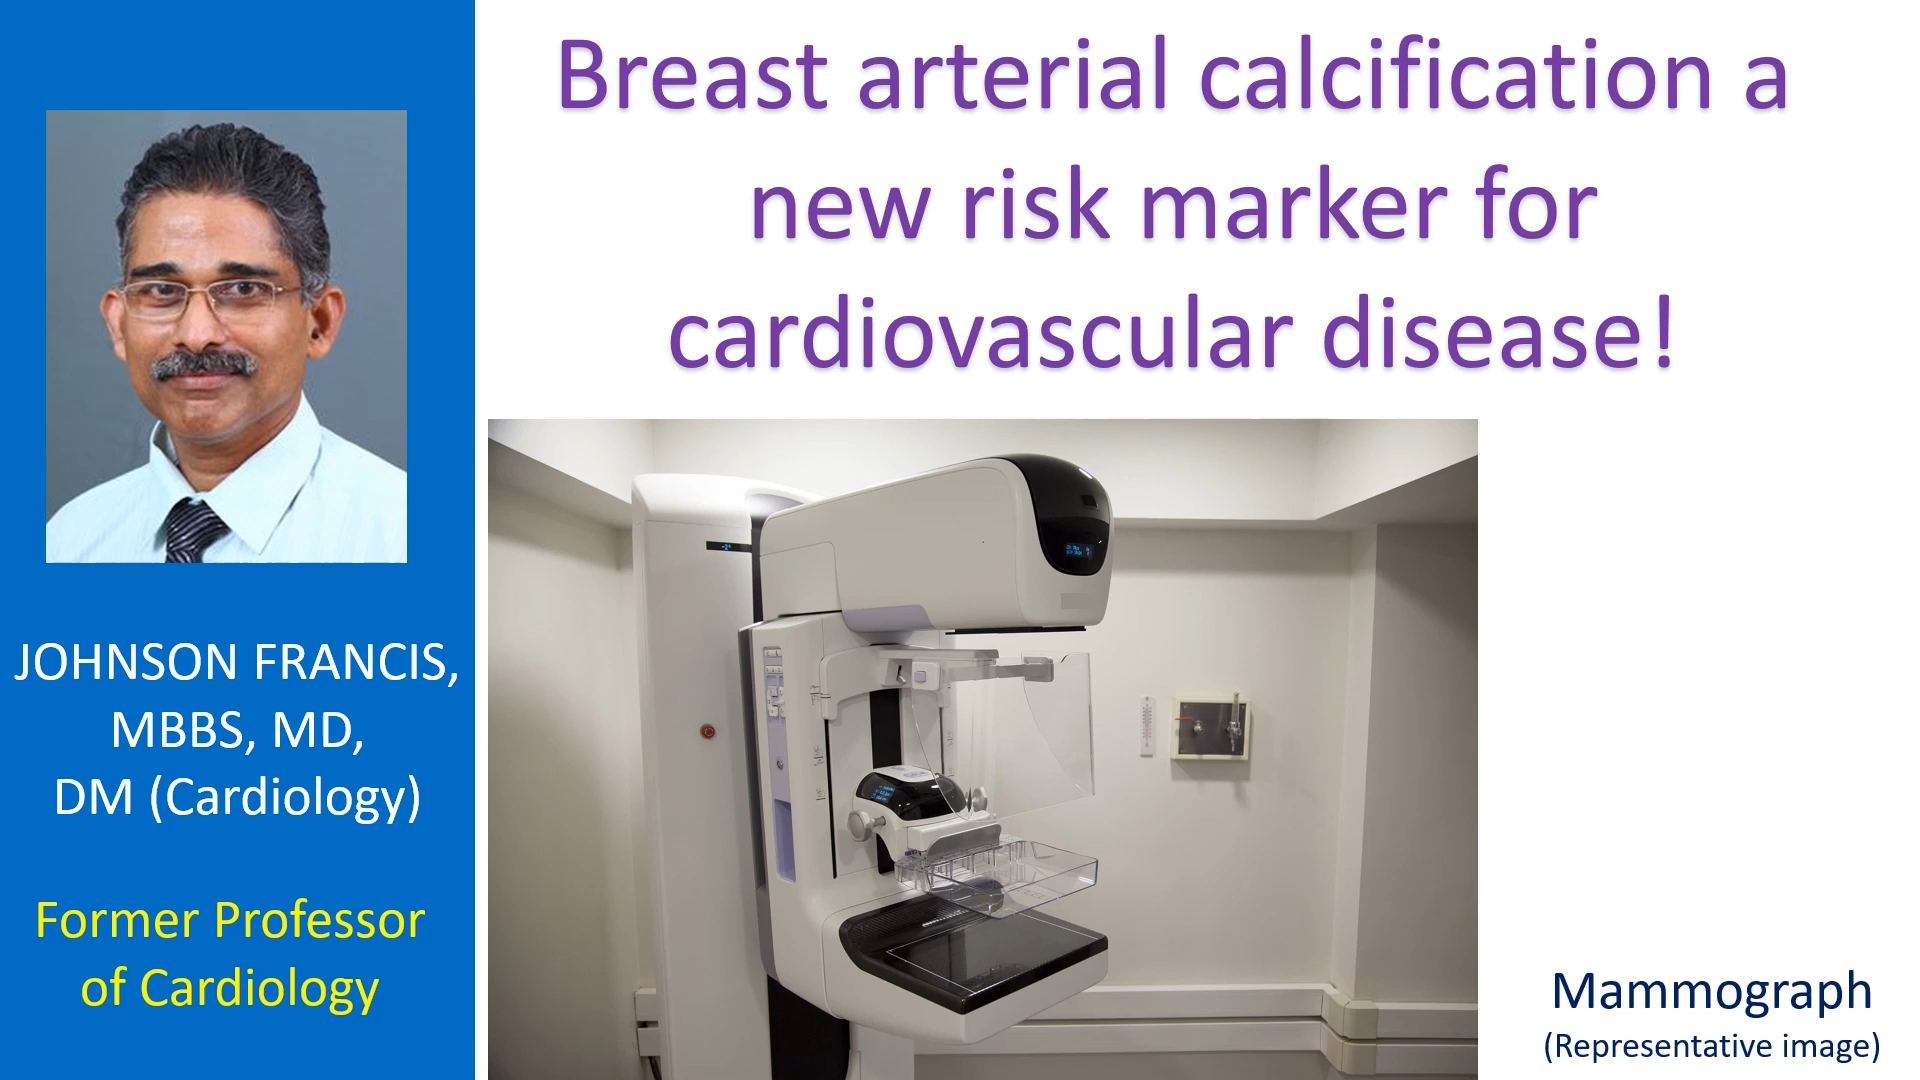 Breast arterial calcification a
new risk marker for
cardiovascular disease!
JOHNSON FRANCIS,
MBBS, MD,
DM (Cardiology)
Former Professor
of Cardiology
Mammograph
(Representative image)